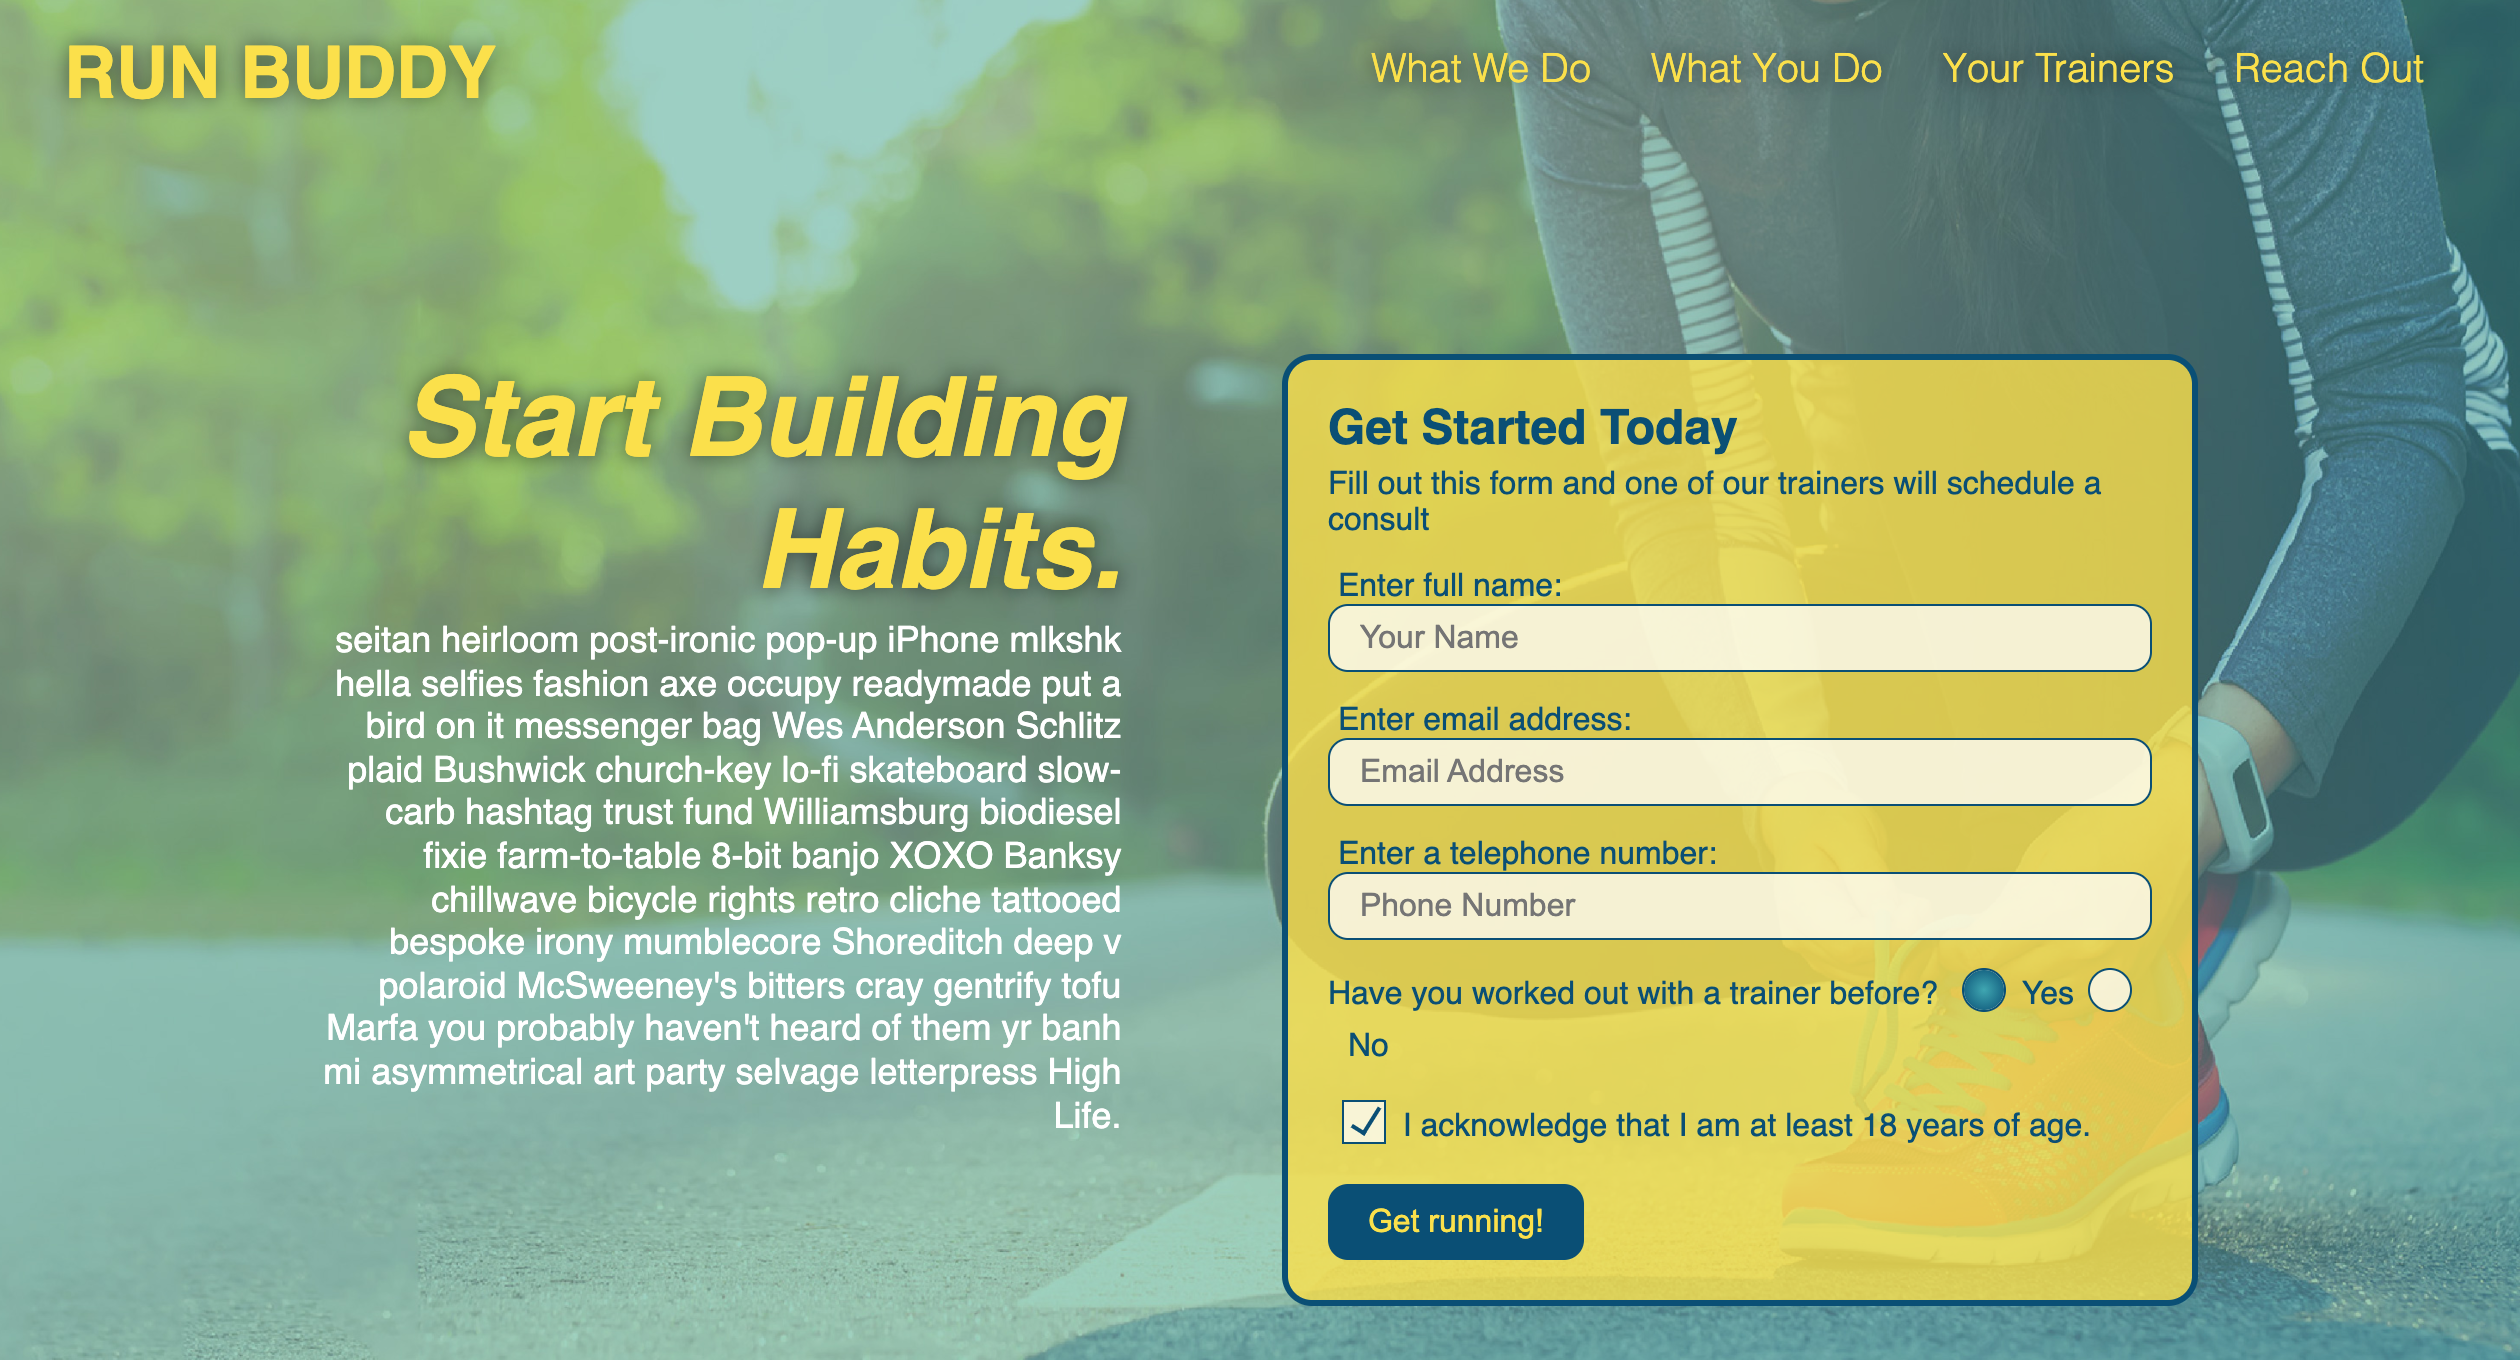 RUN BUDDY
What We Do
What You Do
Your Trainers
Reach Out
Start Building
Habits.
seitan heirloom post-ironic pop-up iPhone mlkshk
hella selfies fashion axe occupy readymade put a
bird on it messenger bag Wes Anderson Schlitz
plaid Bushwick church-key lo-fi skateboard slow-
carb hashtag trust fund Williamsburg biodiesel
fixie farm-to-table 8-bit banjo XOXO Banksy
chillwave bicycle rights retro cliche tattooed
bespoke irony mumblecore Shoreditch deep v
polaroid McSweeney's bitters cray gentrify tofu
Marfa you probably haven't heard of them yr banh
mi asymmetrical art party selvage letterpress High
Life.
Get Started Today
Fill out this form and one of our trainers will schedule a
consult
Enter full name:
Your Name
Enter email address:
Email Address
Enter a telephone number:
Phone Number
Have you worked out with a trainer before? Yes
No
I acknowledge that I am at least 18 years of age.
Get running!